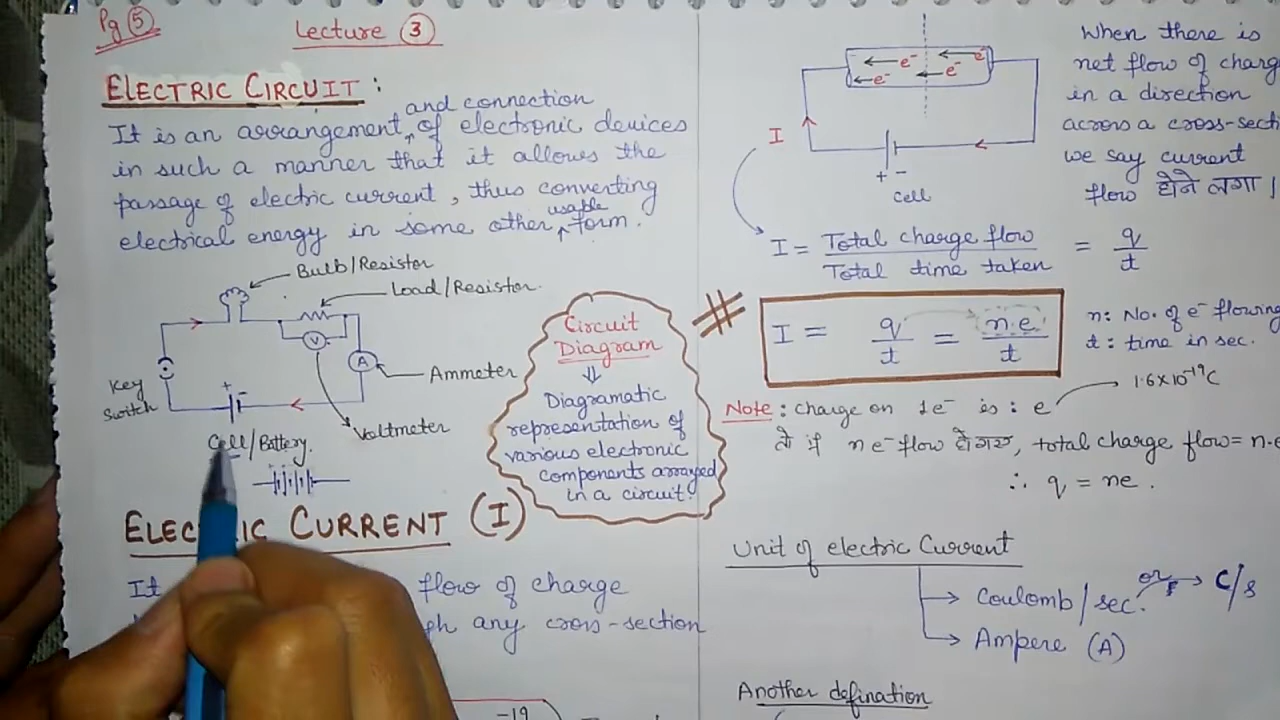 Pg 5
Lecture 3
ELECTRIC CIRCUIT :
and connection
It is an arrangement of electronic devices
in such a manner that it allows the
passage of electric current, thus converting
usable
electrical energy in some other form.
Bulb/Resistor
Load/Resistor
V
A
Ammeter
Key
Switch
+
-
Voltmeter
Cell/Battery.
Circuit
Diagram
Diagramatic
representation of
various electronic
components arrayed
in a circuit.
ELECTRIC CURRENT (I)
It flow of charge
any cross-section
-19
e⁻ e⁻
e⁻ e⁻
I
+ -
cell
When there is
net flow of charg
in a direction
across a cross-secti
we say current
flow होने लगा।
I = Total charge flow / Total time taken = q/t
I = q/t = n.e/t
n: No. of e⁻ flowing
t: time in sec.
1.6×10⁻¹⁹C
Note: charge on 1e⁻ is : e
n e⁻ flow total charge flow = n.e
∴ q = ne.
Unit of electric Current
Coulomb/sec. or C/s
Ampere (A)
Another defination